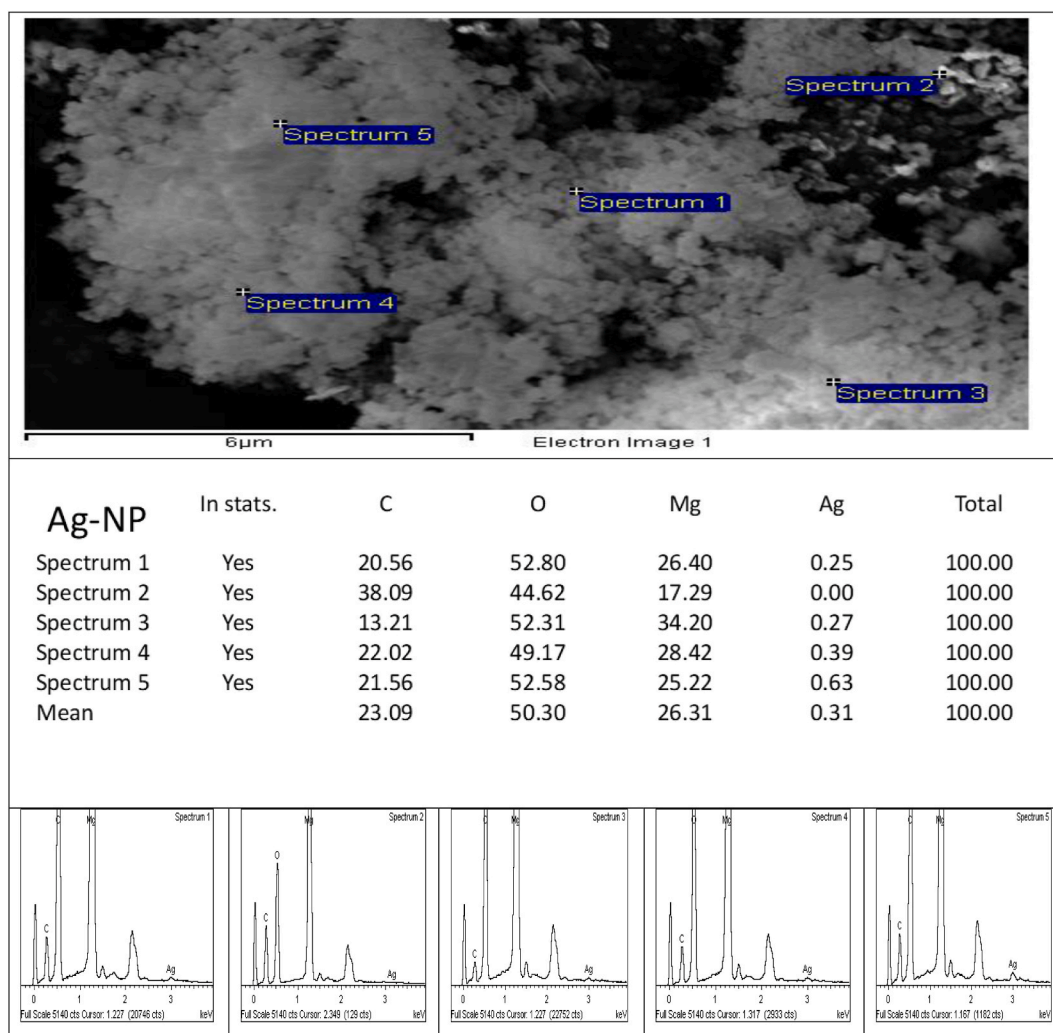 Spectrum 2
Spectrum 5
Spectrum 1
Spectrum 4
Spectrum 3
6µm Electron Image 1
Ag-NP In stats. C O Mg Ag Total
Spectrum 1 Yes 20.56 52.80 26.40 0.25 100.00
Spectrum 2 Yes 38.09 44.62 17.29 0.00 100.00
Spectrum 3 Yes 13.21 52.31 34.20 0.27 100.00
Spectrum 4 Yes 22.02 49.17 28.42 0.39 100.00
Spectrum 5 Yes 21.56 52.58 25.22 0.63 100.00
Mean 23.09 50.30 26.31 0.31 100.00
Spectrum 1
Mg
C
Ag
0 1 2 3
Full Scale 5140 cts Cursor: 1.227 (20746 cts) keV
Spectrum 2
Mg
O
C
Ag
0 1 2 3
Full Scale 5140 cts Cursor: 2.349 (129 cts) keV
Spectrum 3
Mg
C
Ag
0 1 2 3
Full Scale 5140 cts Cursor: 1.227 (22752 cts) keV
Spectrum 4
Mg
C
Ag
0 1 2 3
Full Scale 5140 cts Cursor: 1.317 (2933 cts) keV
Spectrum 5
Mg
C
Ag
0 1 2 3
Full Scale 5140 cts Cursor: 1.167 (1182 cts) keV